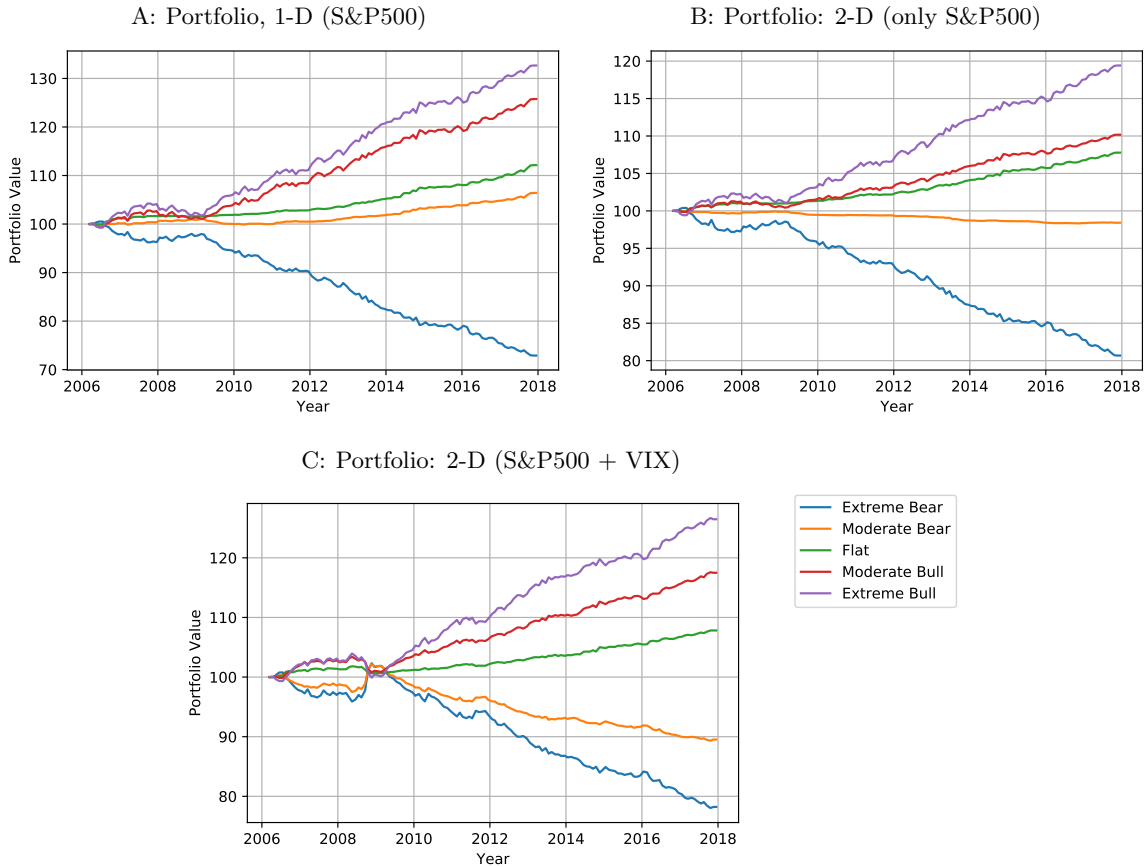 A: Portfolio, 1-D (S&P500)
Portfolio Value
130
120
110
100
90
80
70
2006 2008 2010 2012 2014 2016 2018
Year
B: Portfolio: 2-D (only S&P500)
Portfolio Value
120
115
110
105
100
95
90
85
80
2006 2008 2010 2012 2014 2016 2018
Year
C: Portfolio: 2-D (S&P500 + VIX)
Portfolio Value
120
110
100
90
80
2006 2008 2010 2012 2014 2016 2018
Year
Extreme Bear
Moderate Bear
Flat
Moderate Bull
Extreme Bull